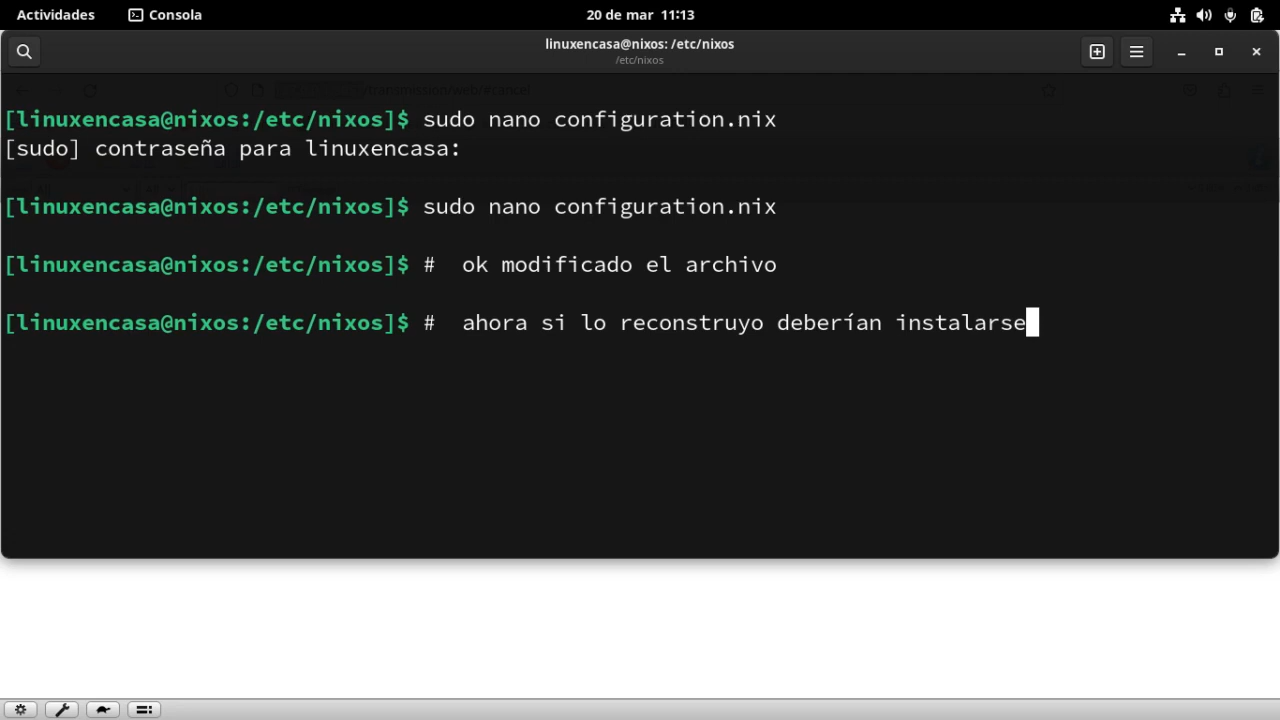 Actividades Consola 20 de mar 11:13
linuxencasa@nixos: /etc/nixos
/etc/nixos
[linuxencasa@nixos:/etc/nixos]$ sudo nano configuration.nix
[sudo] contraseña para linuxencasa:
[linuxencasa@nixos:/etc/nixos]$ sudo nano configuration.nix
[linuxencasa@nixos:/etc/nixos]$ #  ok modificado el archivo
[linuxencasa@nixos:/etc/nixos]$ #  ahora si lo reconstruyo deberían instalarse